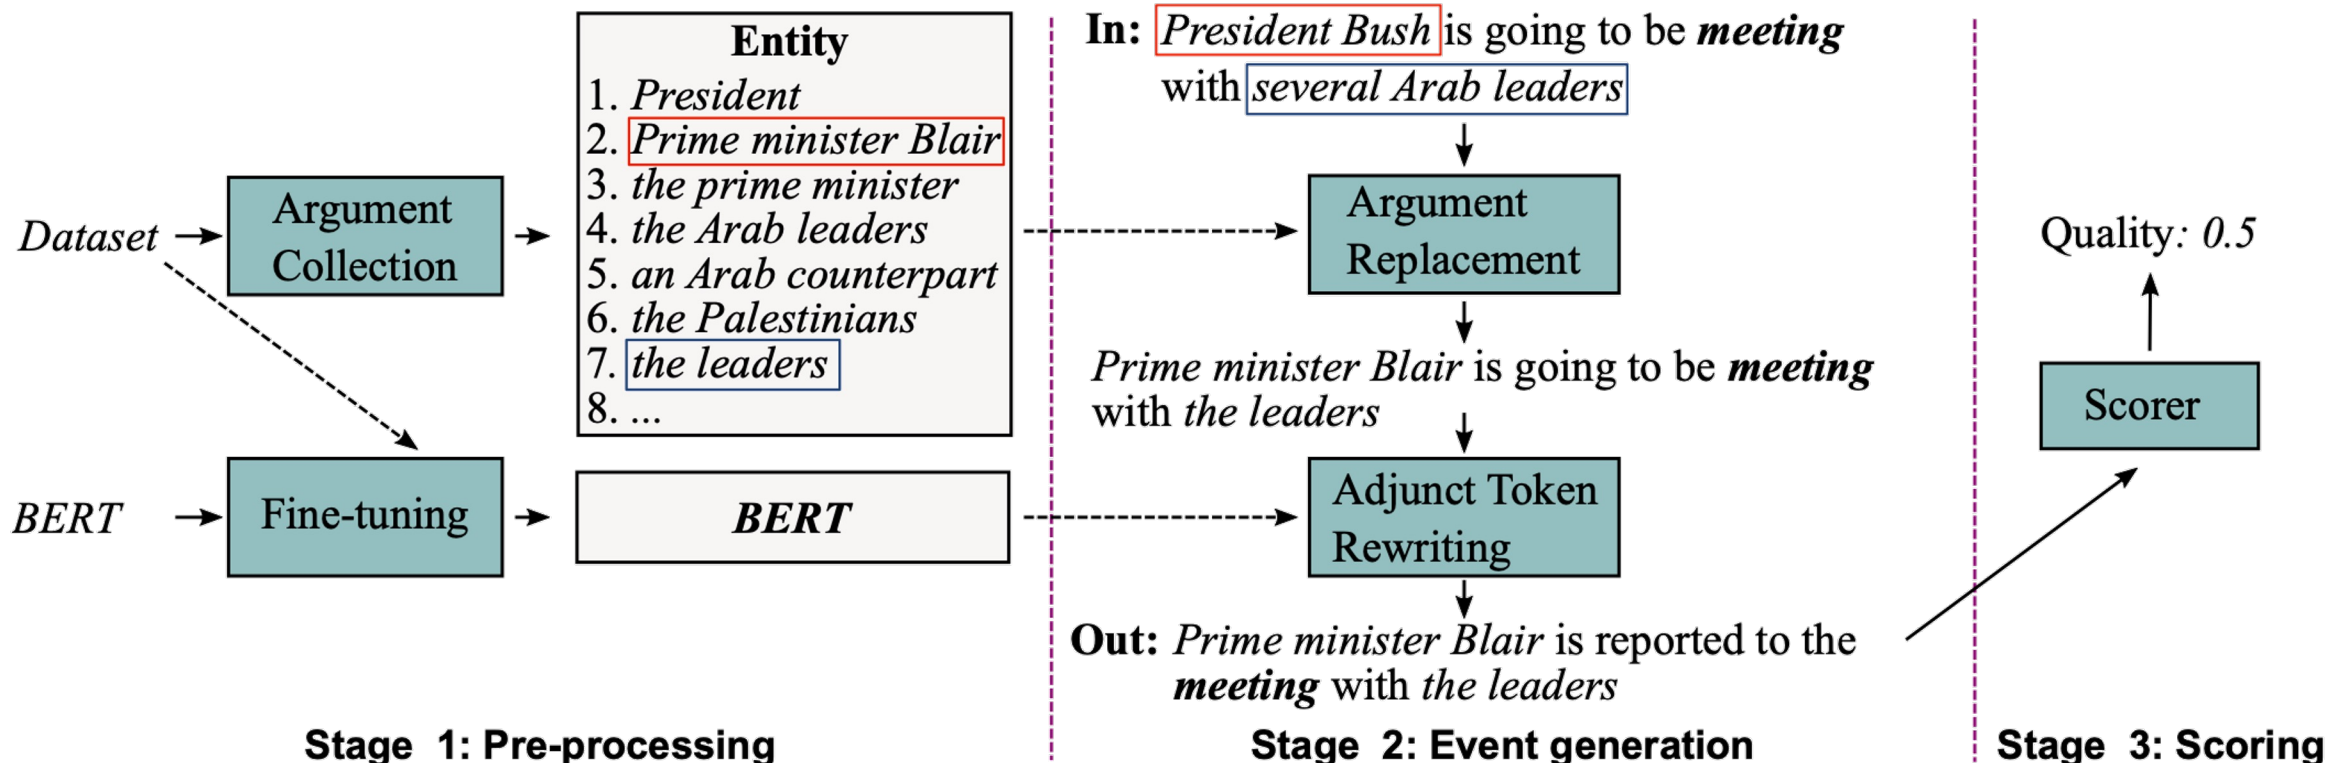 Dataset
Argument
Collection
BERT
Fine-tuning
Entity
1. President
2. Prime minister Blair
3. the prime minister
4. the Arab leaders
5. an Arab counterpart
6. the Palestinians
7. the leaders
8. ...
BERT
Stage 1: Pre-processing
In: President Bush is going to be meeting
with several Arab leaders
Argument
Replacement
Prime minister Blair is going to be meeting
with the leaders
Adjunct Token
Rewriting
Out: Prime minister Blair is reported to the
meeting with the leaders
Stage 2: Event generation
Quality: 0.5
Scorer
Stage 3: Scoring